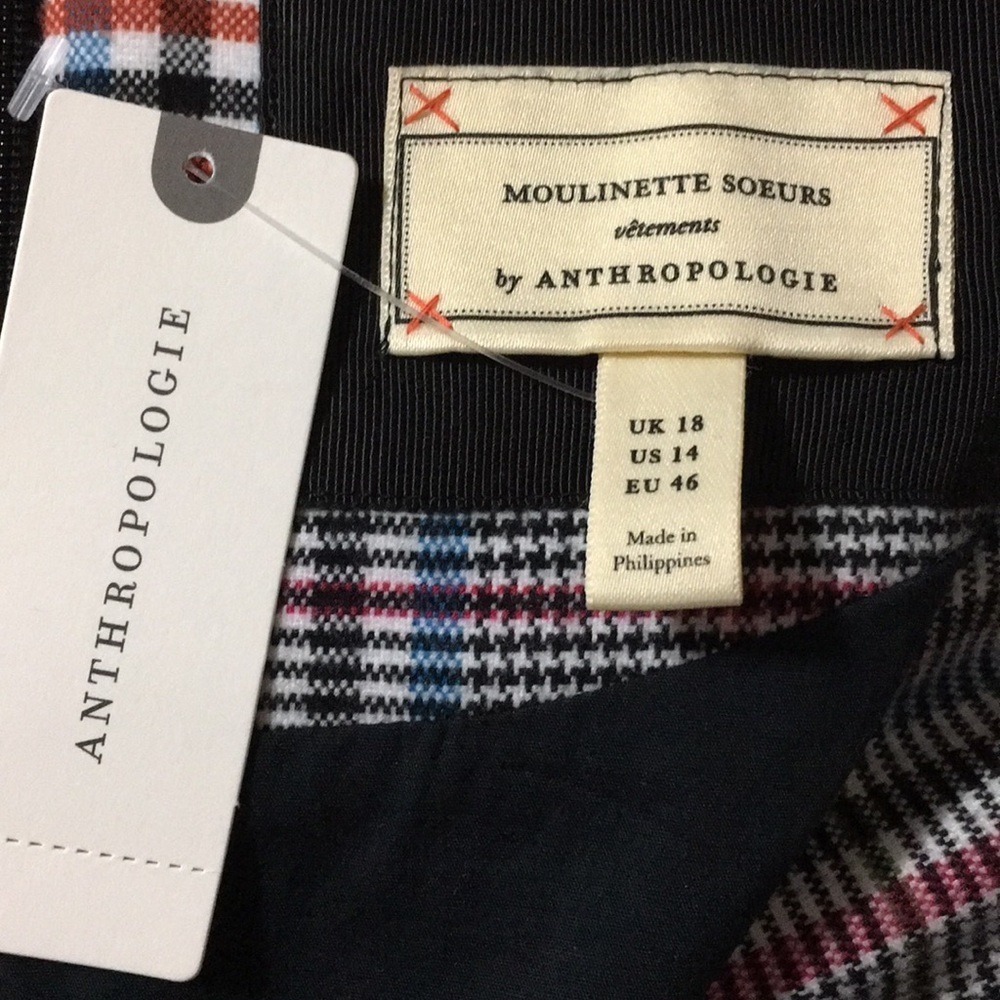 ANTHROPOLOGIE
MOULINETTE SOEURS
vêtements
by ANTHROPOLOGIE
UK 18
US 14
EU 46
Made in
Philippines